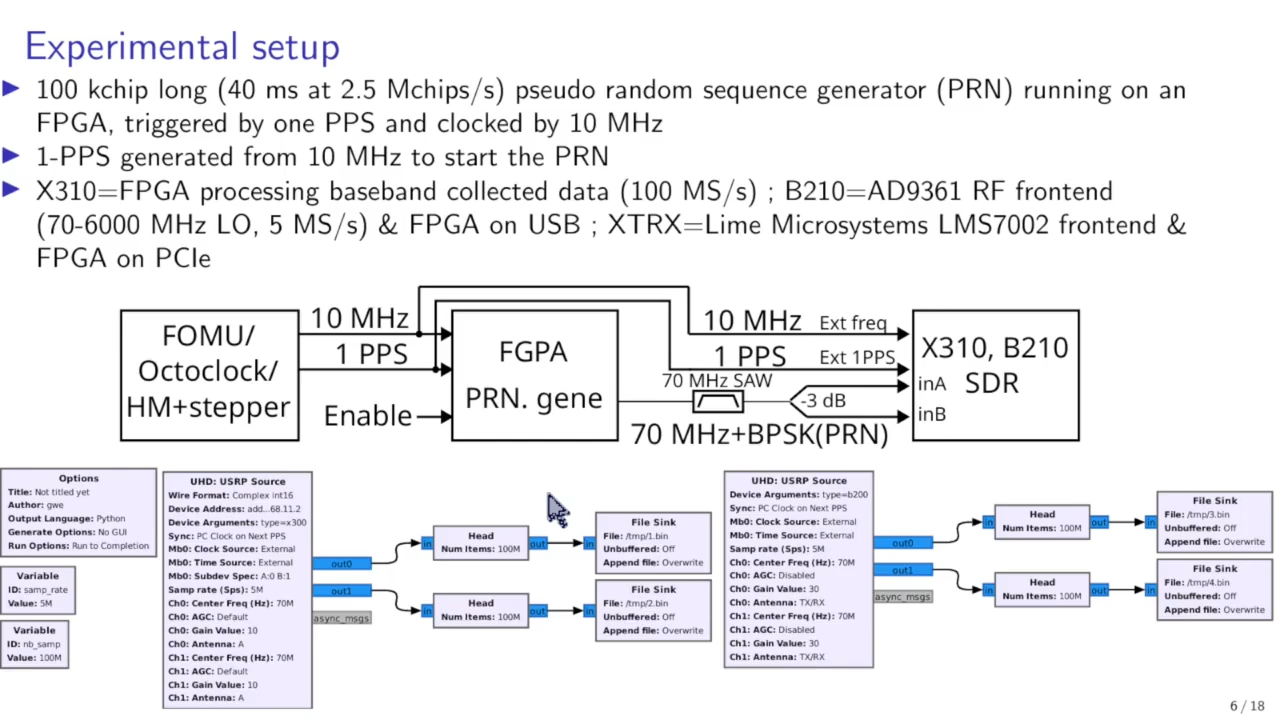 Experimental setup
100 kchip long (40 ms at 2.5 Mchips/s) pseudo random sequence generator (PRN) running on an
FPGA, triggered by one PPS and clocked by 10 MHz
1-PPS generated from 10 MHz to start the PRN
X310=FPGA processing baseband collected data (100 MS/s) ; B210=AD9361 RF frontend
(70-6000 MHz LO, 5 MS/s) & FPGA on USB ; XTRX=Lime Microsystems LMS7002 frontend &
FPGA on PCIe
FOMU/
Octoclock/
HM+stepper
10 MHz
1 PPS
Enable
FGPA
PRN. gene
10 MHz
Ext freq
1 PPS
Ext 1PPS
70 MHz SAW
-3 dB
70 MHz+BPSK(PRN)
X310, B210
SDR
inA
inB
Options
Title: Not titled yet
Author: gwe
Output Language: Python
Generate Options: No GUI
Run Options: Run to Completion
Variable
ID: samp_rate
Value: 5M
Variable
ID: nb_samp
Value: 100M
UHD: USRP Source
Wire Format: Complex int16
Device Address: add...68.11.2
Device Arguments: type=x300
Sync: PC Clock on Next PPS
Mb0: Clock Source: External
Mb0: Time Source: External
Mb0: Subdev Spec: A:0 B:1
Samp rate (Sps): 5M
Ch0: Center Freq (Hz): 70M
Ch0: AGC: Default
Ch0: Gain Value: 10
Ch0: Antenna: A
Ch1: Center Freq (Hz): 70M
Ch1: AGC: Default
Ch1: Gain Value: 10
Ch1: Antenna: A
out0
out1
async_msgs
in
Head
Num Items: 100M
out
in
File Sink
File: /tmp/1.bin
Unbuffered: Off
Append file: Overwrite
in
Head
Num Items: 100M
out
in
File Sink
File: /tmp/2.bin
Unbuffered: Off
Append file: Overwrite
UHD: USRP Source
Device Arguments: type=b200
Sync: PC Clock on Next PPS
Mb0: Clock Source: External
Mb0: Time Source: External
Samp rate (Sps): 5M
Ch0: Center Freq (Hz): 70M
Ch0: AGC: Disabled
Ch0: Gain Value: 30
Ch0: Antenna: TX/RX
Ch1: Center Freq (Hz): 70M
Ch1: AGC: Disabled
Ch1: Gain Value: 30
Ch1: Antenna: TX/RX
out0
out1
async_msgs
in
Head
Num Items: 100M
out
in
File Sink
File: /tmp/3.bin
Unbuffered: Off
Append file: Overwrite
in
Head
Num Items: 100M
out
in
File Sink
File: /tmp/4.bin
Unbuffered: Off
Append file: Overwrite
6 / 18